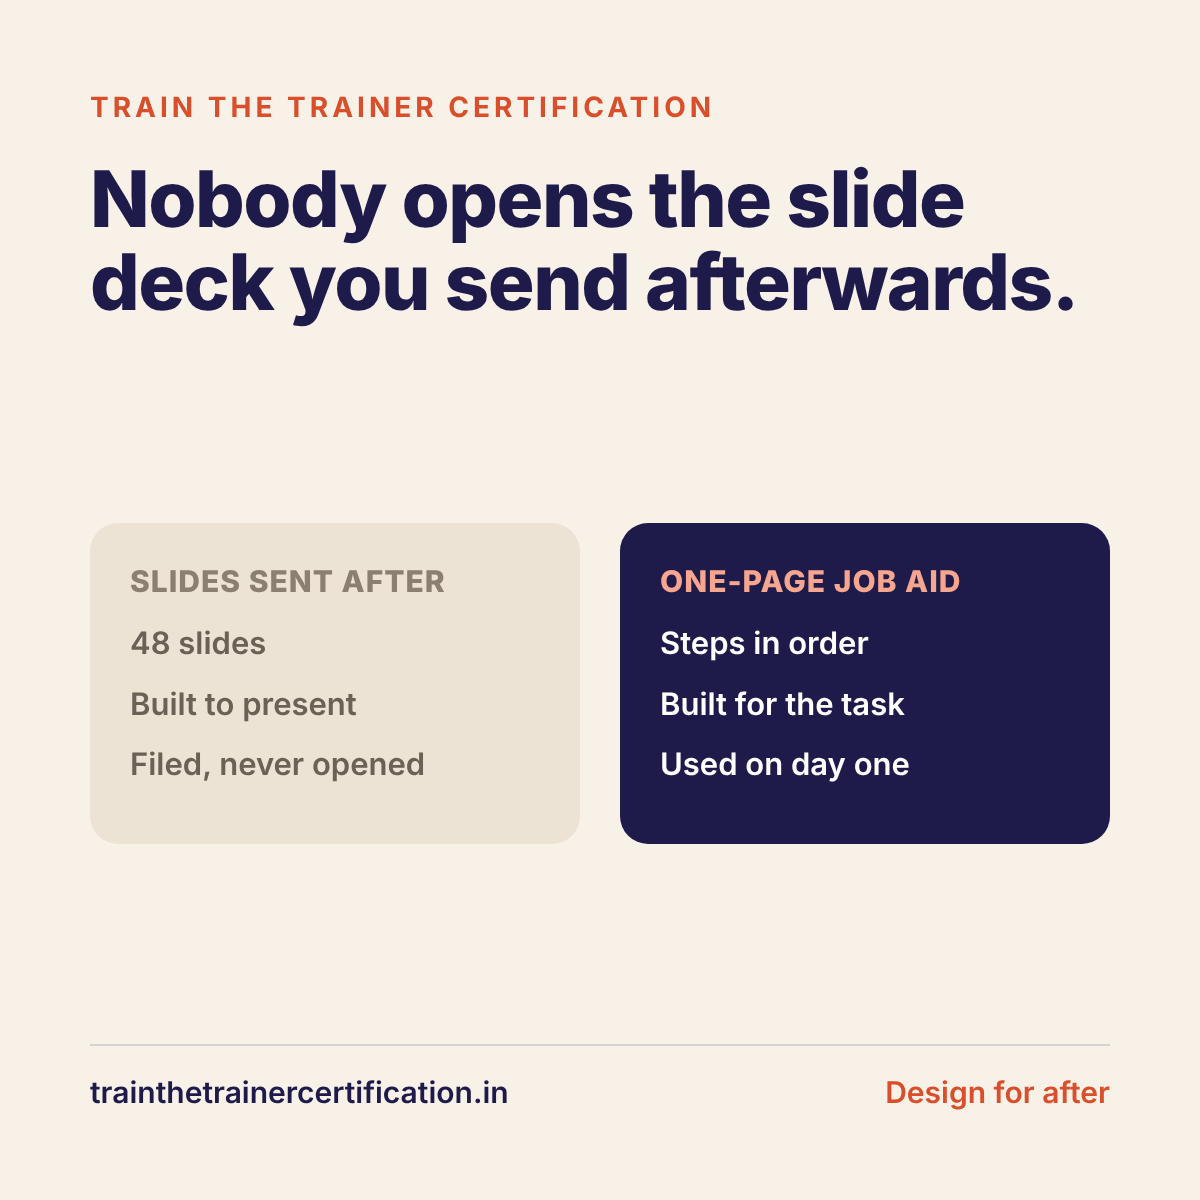 TRAIN THE TRAINER CERTIFICATION
Nobody opens the slide
deck you send afterwards.
SLIDES SENT AFTER
48 slides
Built to present
Filed, never opened
ONE-PAGE JOB AID
Steps in order
Built for the task
Used on day one
trainthetrainercertification.in
Design for after